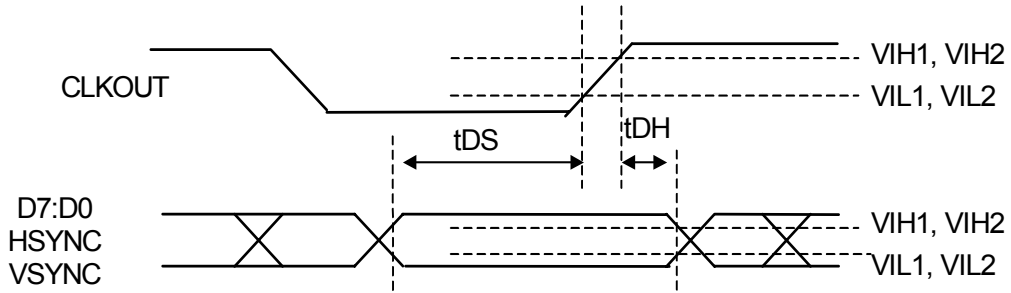 VIH1, VIH2
CLKOUT
VIL1, VIL2
tDS
tDH
D7:D0
VIH1, VIH2
HSYNC
VIL1, VIL2
VSYNC